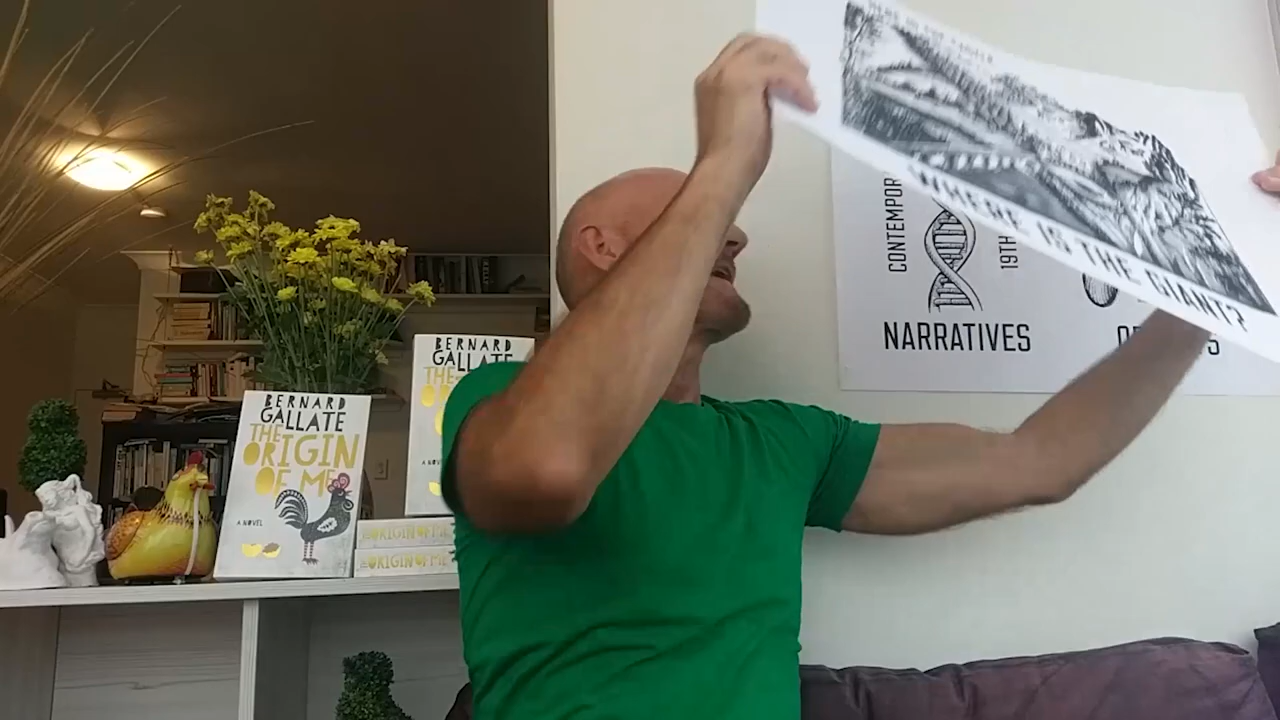 BERNARD
GALLATE
THE
ORIGIN
OF ME
A NOVEL
BERNARD
GALLATE
THE
ORIGIN OF ME
ORIGIN OF ME
CONTEMPOR
19TH
NARRATIVES
WHERE IS THE GIANT?